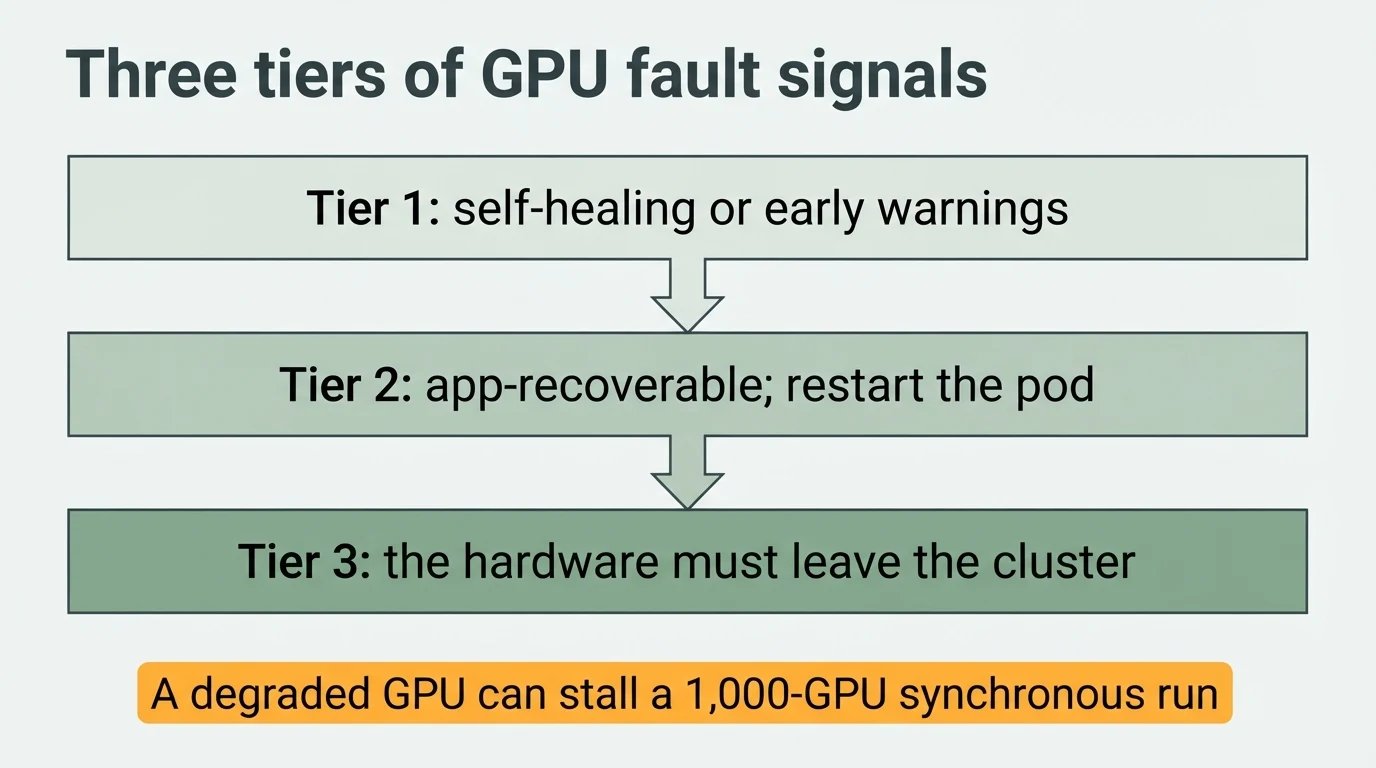 Three tiers of GPU fault signals
Tier 1: self-healing or early warnings
Tier 2: app-recoverable; restart the pod
Tier 3: the hardware must leave the cluster
A degraded GPU can stall a 1,000-GPU synchronous run